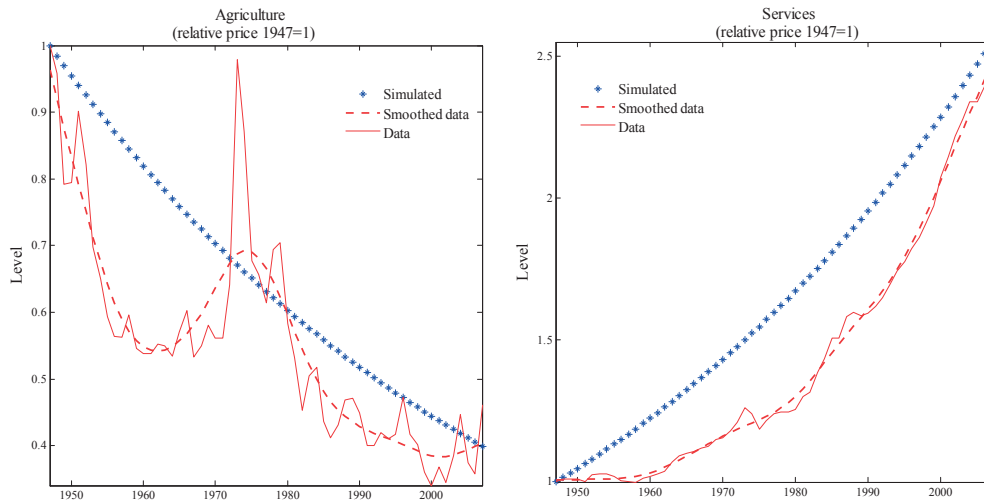 Agriculture
(relative price 1947=1)
Level
1
0.9
0.8
0.7
0.6
0.5
0.4
Simulated
Smoothed data
Data
1950 1960 1970 1980 1990 2000
Services
(relative price 1947=1)
Level
2.5
2
1.5
1
Simulated
Smoothed data
Data
1950 1960 1970 1980 1990 2000